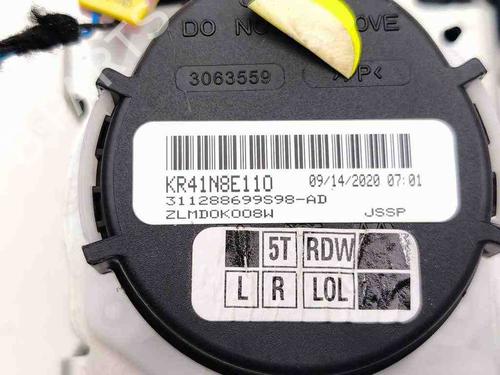 DO NO OVE
3063559 >P<
KR41N8E110 09/14/2020 07:01
311288699S98-AD
ZLMD0K008W JSSP
5T RDW
L R LOL